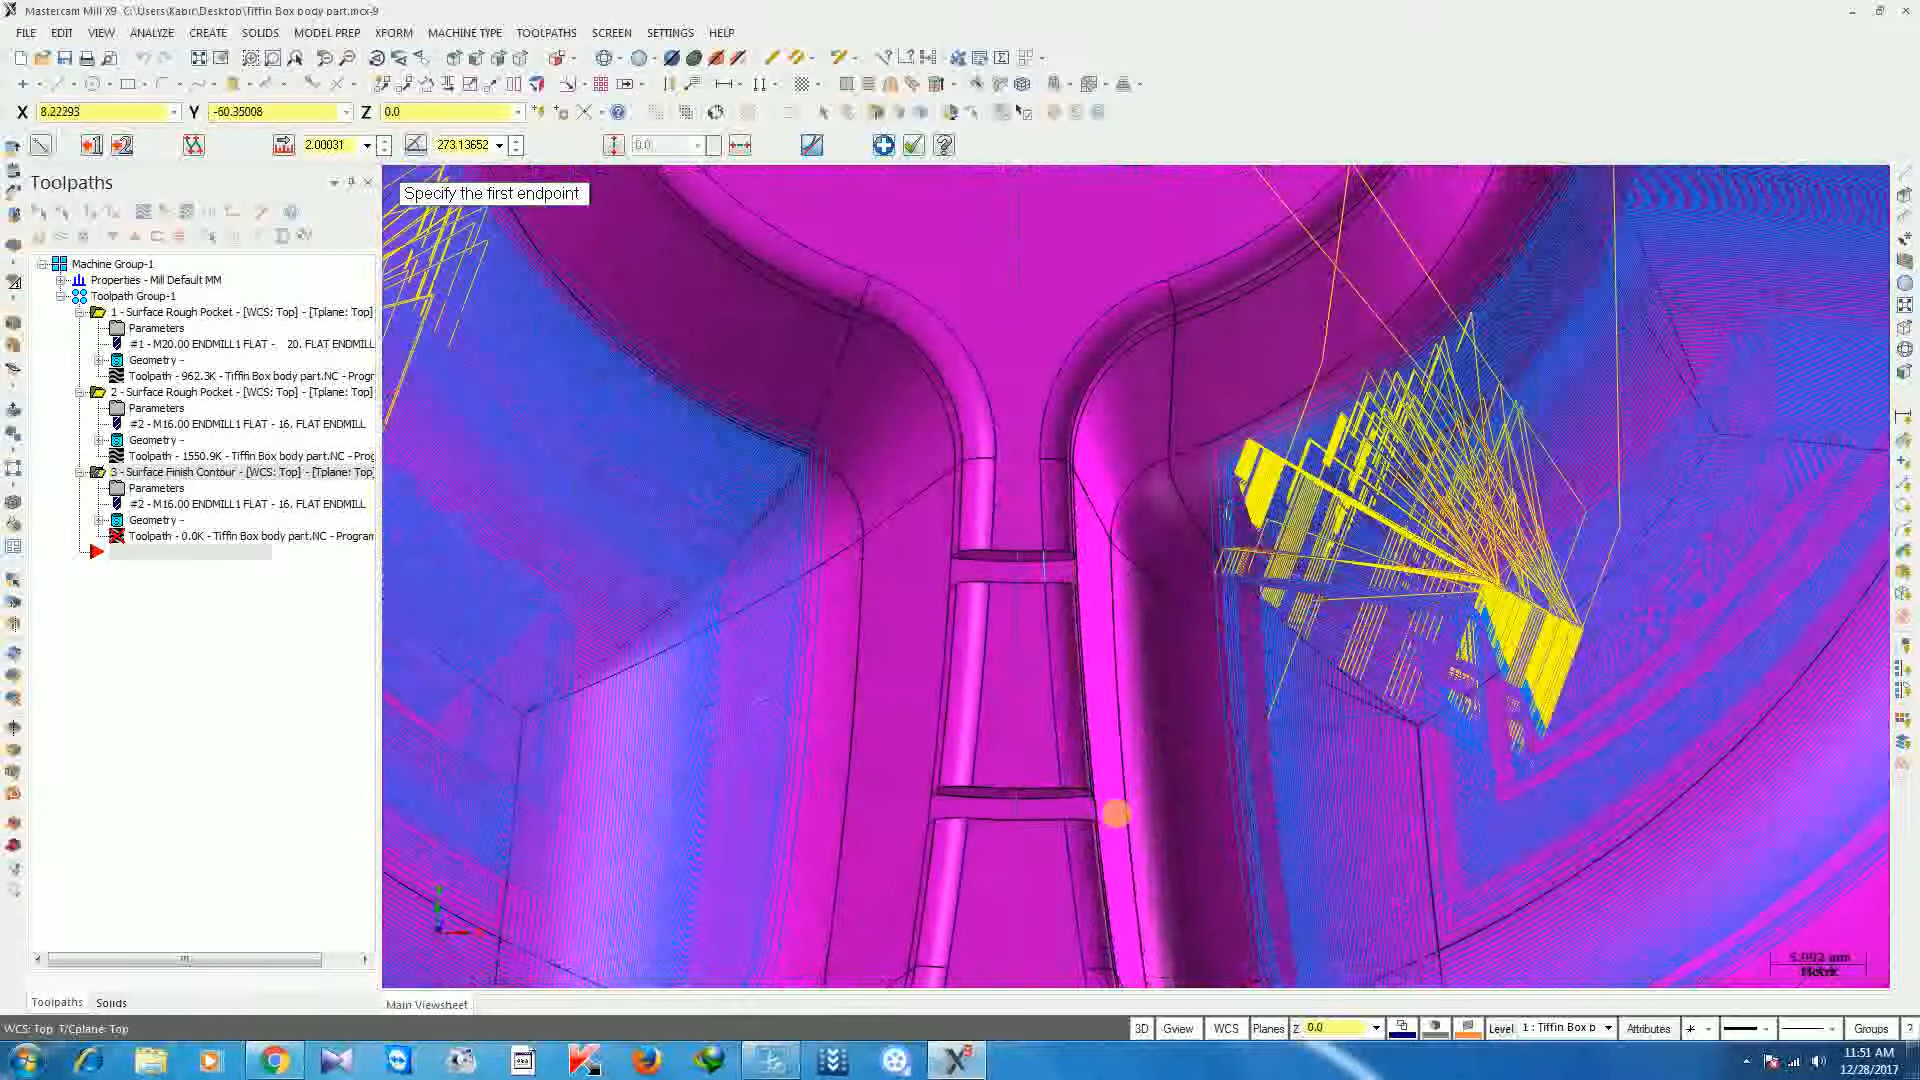 Mastercam Mill X9 C:\Users\Kabir\Desktop\Tiffin Box body part.mcx-9
FILE EDIT VIEW ANALYZE CREATE SOLIDS MODEL PREP XFORM MACHINE TYPE TOOLPATHS SCREEN SETTINGS HELP
X 8.22293 Y -60.35008 Z 0.0
1 2 2.00031 273.13652 0.0
Toolpaths
Specify the first endpoint
Machine Group-1
Properties - Mill Default MM
Toolpath Group-1
1 - Surface Rough Pocket - [WCS: Top] - [Tplane: Top]
Parameters
#1 - M20.00 ENDMILL1 FLAT - 20. FLAT ENDMILL
Geometry -
Toolpath - 962.3K - Tiffin Box body part.NC - Progr
2 - Surface Rough Pocket - [WCS: Top] - [Tplane: Top]
Parameters
#2 - M16.00 ENDMILL1 FLAT - 16. FLAT ENDMILL
Geometry -
Toolpath - 1550.9K - Tiffin Box body part.NC - Prog
3 - Surface Finish Contour - [WCS: Top] - [Tplane: Top]
Parameters
#2 - M16.00 ENDMILL1 FLAT - 16. FLAT ENDMILL
Geometry -
Toolpath - 0.0K - Tiffin Box body part.NC - Program
5.092 mm
Metric
Toolpaths Solids
Main Viewsheet
WCS: Top T/Cplane: Top
3D Gview WCS Planes Z 0.0 Level 1 : Tiffin Box b Attributes Groups ?
11:51 AM
12/28/2017